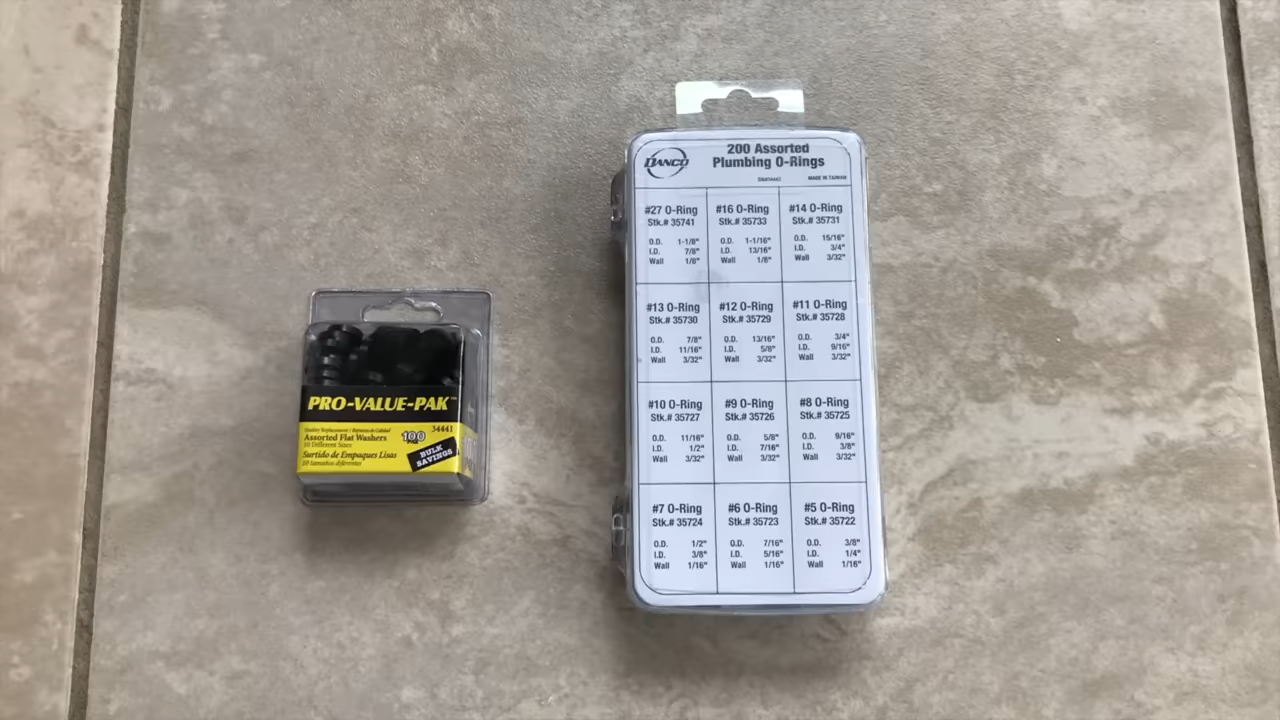 PRO-VALUE-PAK™
34441
Assorted Flat Washers
10 Different Sizes
100
Surtido de Empaques Lisas
10 tamaños diferentes
BULK
SAVINGS
DANCO
200 Assorted
Plumbing O-Rings
MADE IN TAIWAN
#27 O-Ring
Stk.# 35741
O.D. 1-1/8"
I.D. 7/8"
Wall 1/8"
#16 O-Ring
Stk.# 35733
O.D. 1-1/16"
I.D. 13/16"
Wall 1/8"
#14 O-Ring
Stk.# 35731
O.D. 15/16"
I.D. 3/4"
Wall 3/32"
#13 O-Ring
Stk.# 35730
O.D. 7/8"
I.D. 11/16"
Wall 3/32"
#12 O-Ring
Stk.# 35729
O.D. 13/16"
I.D. 5/8"
Wall 3/32"
#11 O-Ring
Stk.# 35728
O.D. 3/4"
I.D. 9/16"
Wall 3/32"
#10 O-Ring
Stk.# 35727
O.D. 11/16"
I.D. 1/2"
Wall 3/32"
#9 O-Ring
Stk.# 35726
O.D. 5/8"
I.D. 7/16"
Wall 3/32"
#8 O-Ring
Stk.# 35725
O.D. 9/16"
I.D. 3/8"
Wall 3/32"
#7 O-Ring
Stk.# 35724
O.D. 1/2"
I.D. 3/8"
Wall 1/16"
#6 O-Ring
Stk.# 35723
O.D. 7/16"
I.D. 5/16"
Wall 1/16"
#5 O-Ring
Stk.# 35722
O.D. 3/8"
I.D. 1/4"
Wall 1/16"